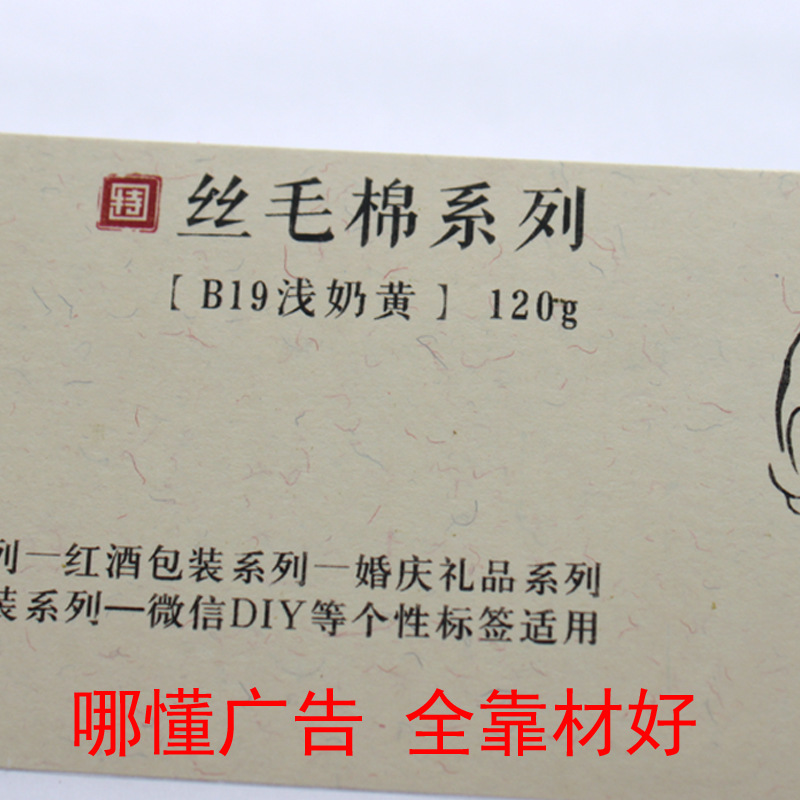 特 丝毛棉系列
[B19浅奶黄] 120g
列一红酒包装系列一婚庆礼品系列
装系列—微信DIY等个性标签适用
哪懂广告 全靠材好